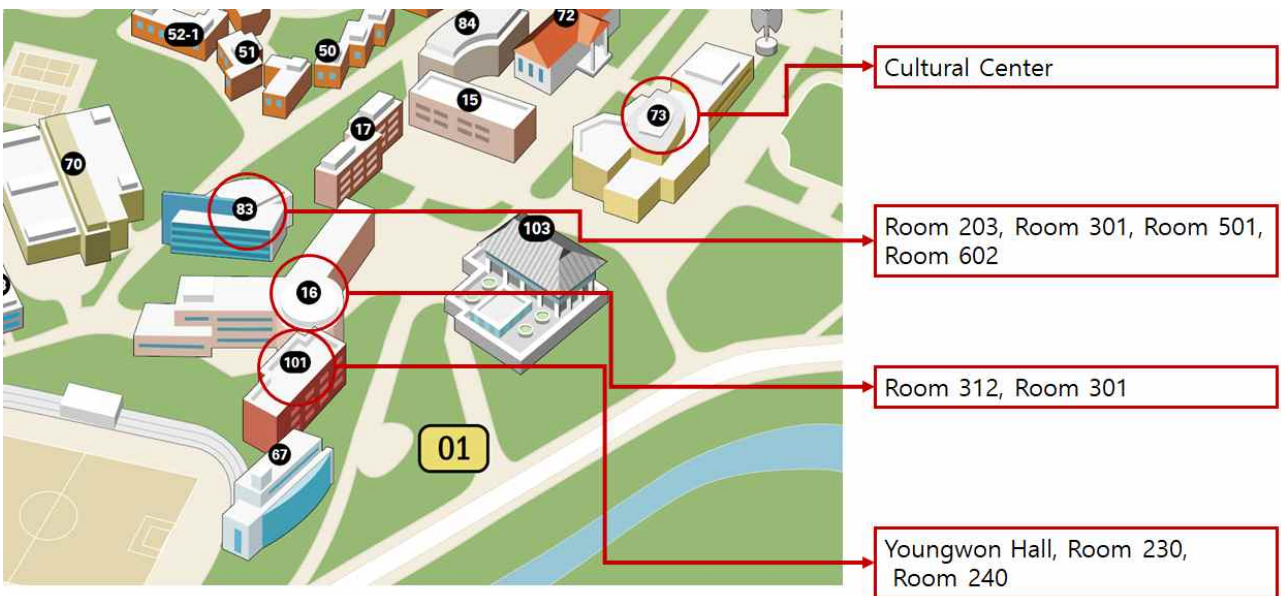 52-1
51
50
84
72
15
73
17
70
83
103
16
101
67
01
Cultural Center
Room 203, Room 301, Room 501,
Room 602
Room 312, Room 301
Youngwon Hall, Room 230,
Room 240